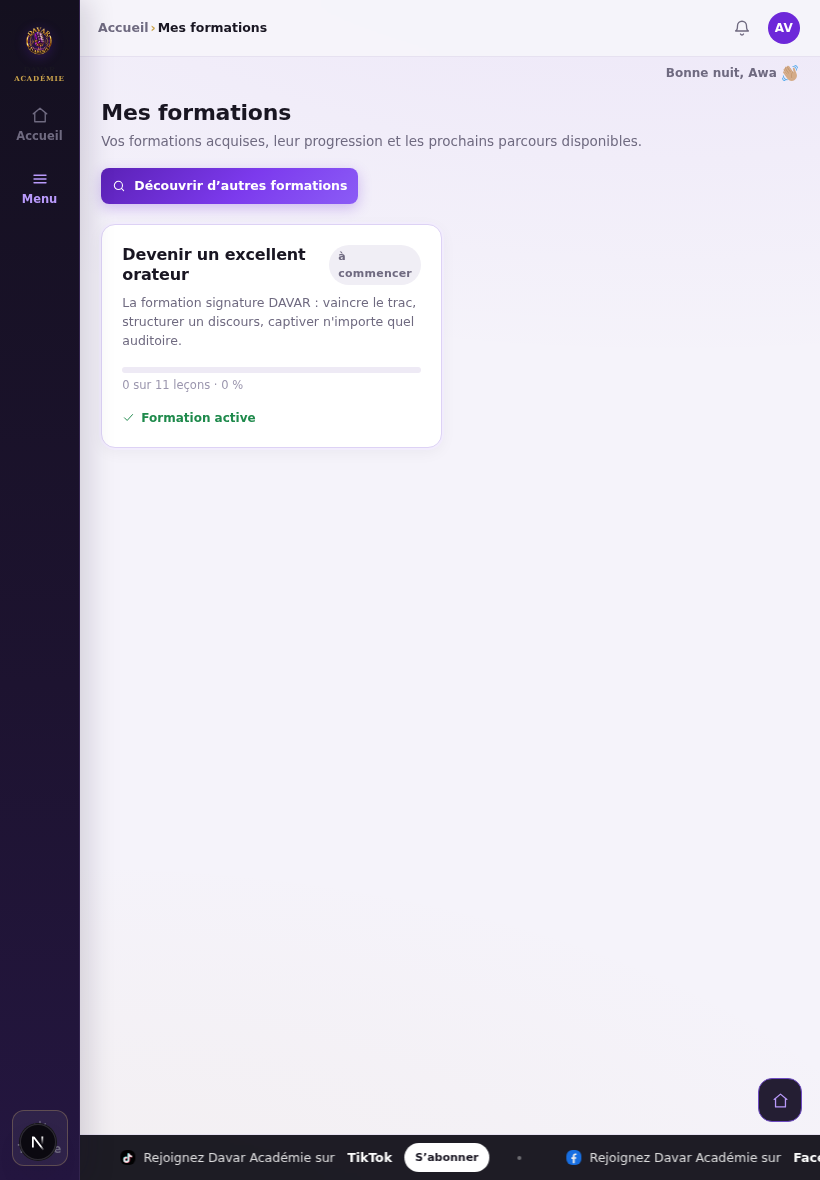 Accueil › Mes formations
AV
ACADÉMIE
Bonne nuit, Awa 👋🏽
Accueil
Menu
Mes formations
Vos formations acquises, leur progression et les prochains parcours disponibles.
Découvrir d’autres formations
Devenir un excellent
orateur
à
commencer
La formation signature DAVAR : vaincre le trac,
structurer un discours, captiver n'importe quel
auditoire.
0 sur 11 leçons · 0 %
Formation active
N
Rejoignez Davar Académie sur TikTok S’abonner • Rejoignez Davar Académie sur